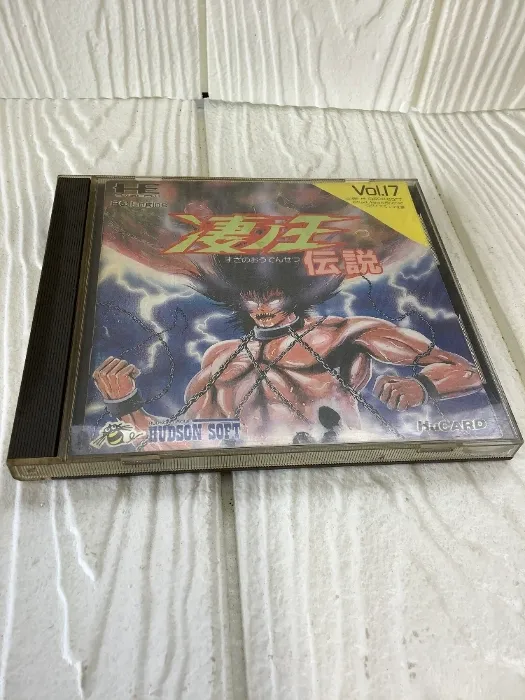 Vol.17
PC Engine
凄ノ王
すさのおうでんせつ
伝説
HUDSON SOFT
HuCARD